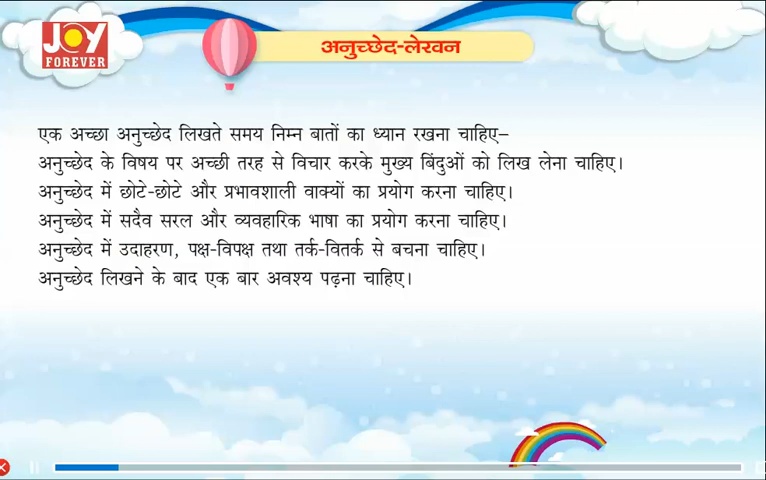 JOY
FOREVER
अनुच्छेद-लेखन
एक अच्छा अनुच्छेद लिखते समय निम्न बातों का ध्यान रखना चाहिए–
अनुच्छेद के विषय पर अच्छी तरह से विचार करके मुख्य बिंदुओं को लिख लेना चाहिए।
अनुच्छेद में छोटे-छोटे और प्रभावशाली वाक्यों का प्रयोग करना चाहिए।
अनुच्छेद में सदैव सरल और व्यवहारिक भाषा का प्रयोग करना चाहिए।
अनुच्छेद में उदाहरण, पक्ष-विपक्ष तथा तर्क-वितर्क से बचना चाहिए।
अनुच्छेद लिखने के बाद एक बार अवश्य पढ़ना चाहिए।